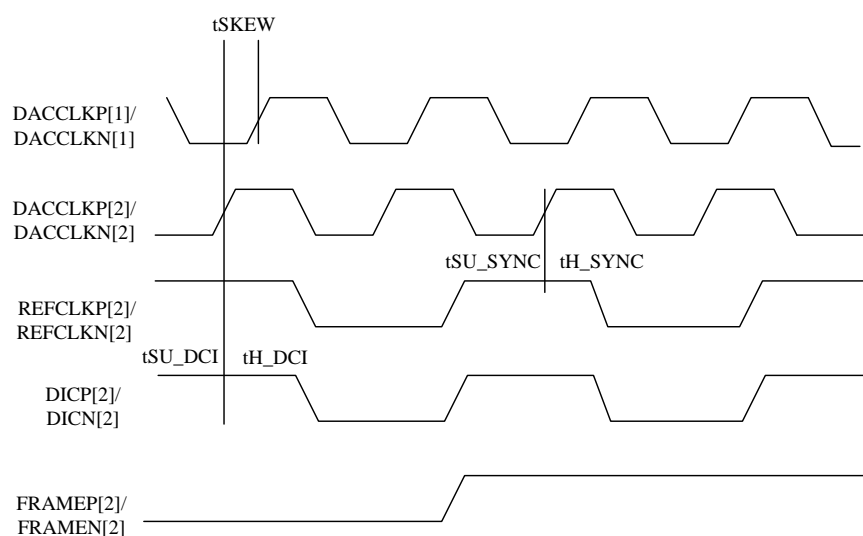 tSKEW
DACCLKP[1]/
DACCLKN[1]
DACCLKP[2]/
DACCLKN[2]
tSU_SYNC tH_SYNC
REFCLKP[2]/
REFCLKN[2]
tSU_DCI tH_DCI
DICP[2]/
DICN[2]
FRAMEP[2]/
FRAMEN[2]